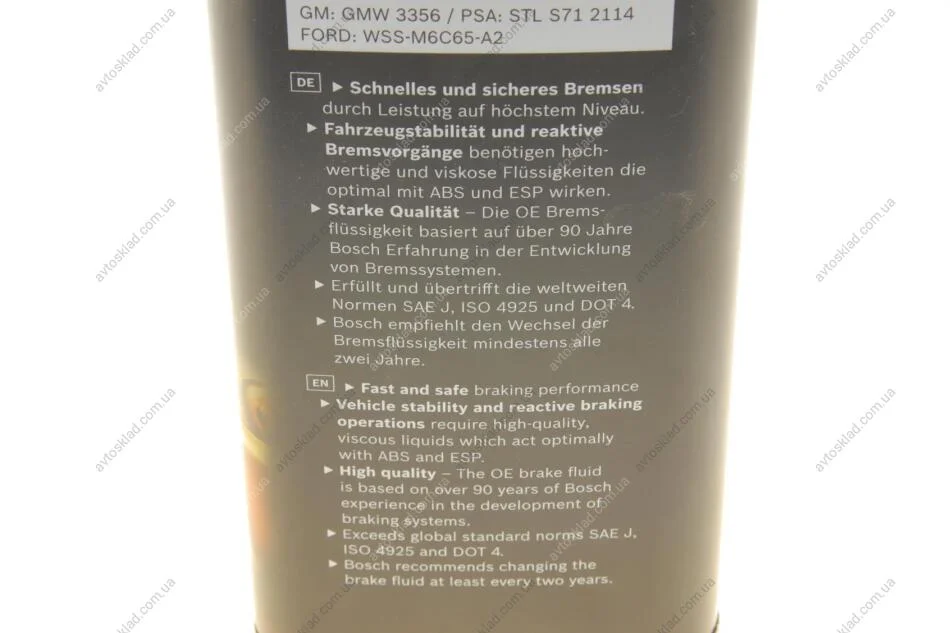 GM: GMW 3356 / PSA: STL S71 2114
FORD: WSS-M6C65-A2
DE ▶ Schnelles und sicheres Bremsen
durch Leistung auf höchstem Niveau.
▶ Fahrzeugstabilität und reaktive
Bremsvorgänge benötigen hoch-
wertige und viskose Flüssigkeiten die
optimal mit ABS und ESP wirken.
▶ Starke Qualität – Die OE Brems-
flüssigkeit basiert auf über 90 Jahre
Bosch Erfahrung in der Entwicklung
von Bremssystemen.
▶ Erfüllt und übertrifft die weltweiten
Normen SAE J, ISO 4925 und DOT 4.
▶ Bosch empfiehlt den Wechsel der
Bremsflüssigkeit mindestens alle
zwei Jahre.
EN ▶ Fast and safe braking performance
▶ Vehicle stability and reactive braking
operations require high-quality,
viscous liquids which act optimally
with ABS and ESP.
▶ High quality – The OE brake fluid
is based on over 90 years of Bosch
experience in the development of
braking systems.
▶ Exceeds global standard norms SAE J,
ISO 4925 and DOT 4.
▶ Bosch recommends changing the
brake fluid at least every two years.
avtosklad.com.ua